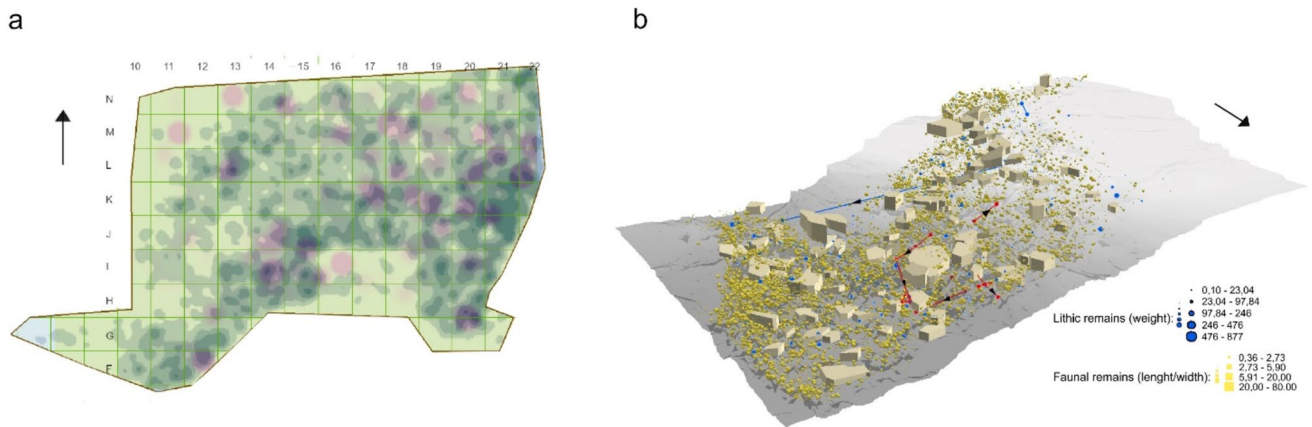 a
10 11 12 13 14 15 16 17 18 19 20 21 22
N
M
L
K
J
I
H
G
F
b
Lithic remains (weight):
0,10 - 23,04
23,04 - 97,84
97,84 - 246
246 - 476
476 - 877
Faunal remains (lenght/width):
0,36 - 2,73
2,73 - 5,90
5,91 - 20,00
20,00 - 80.00